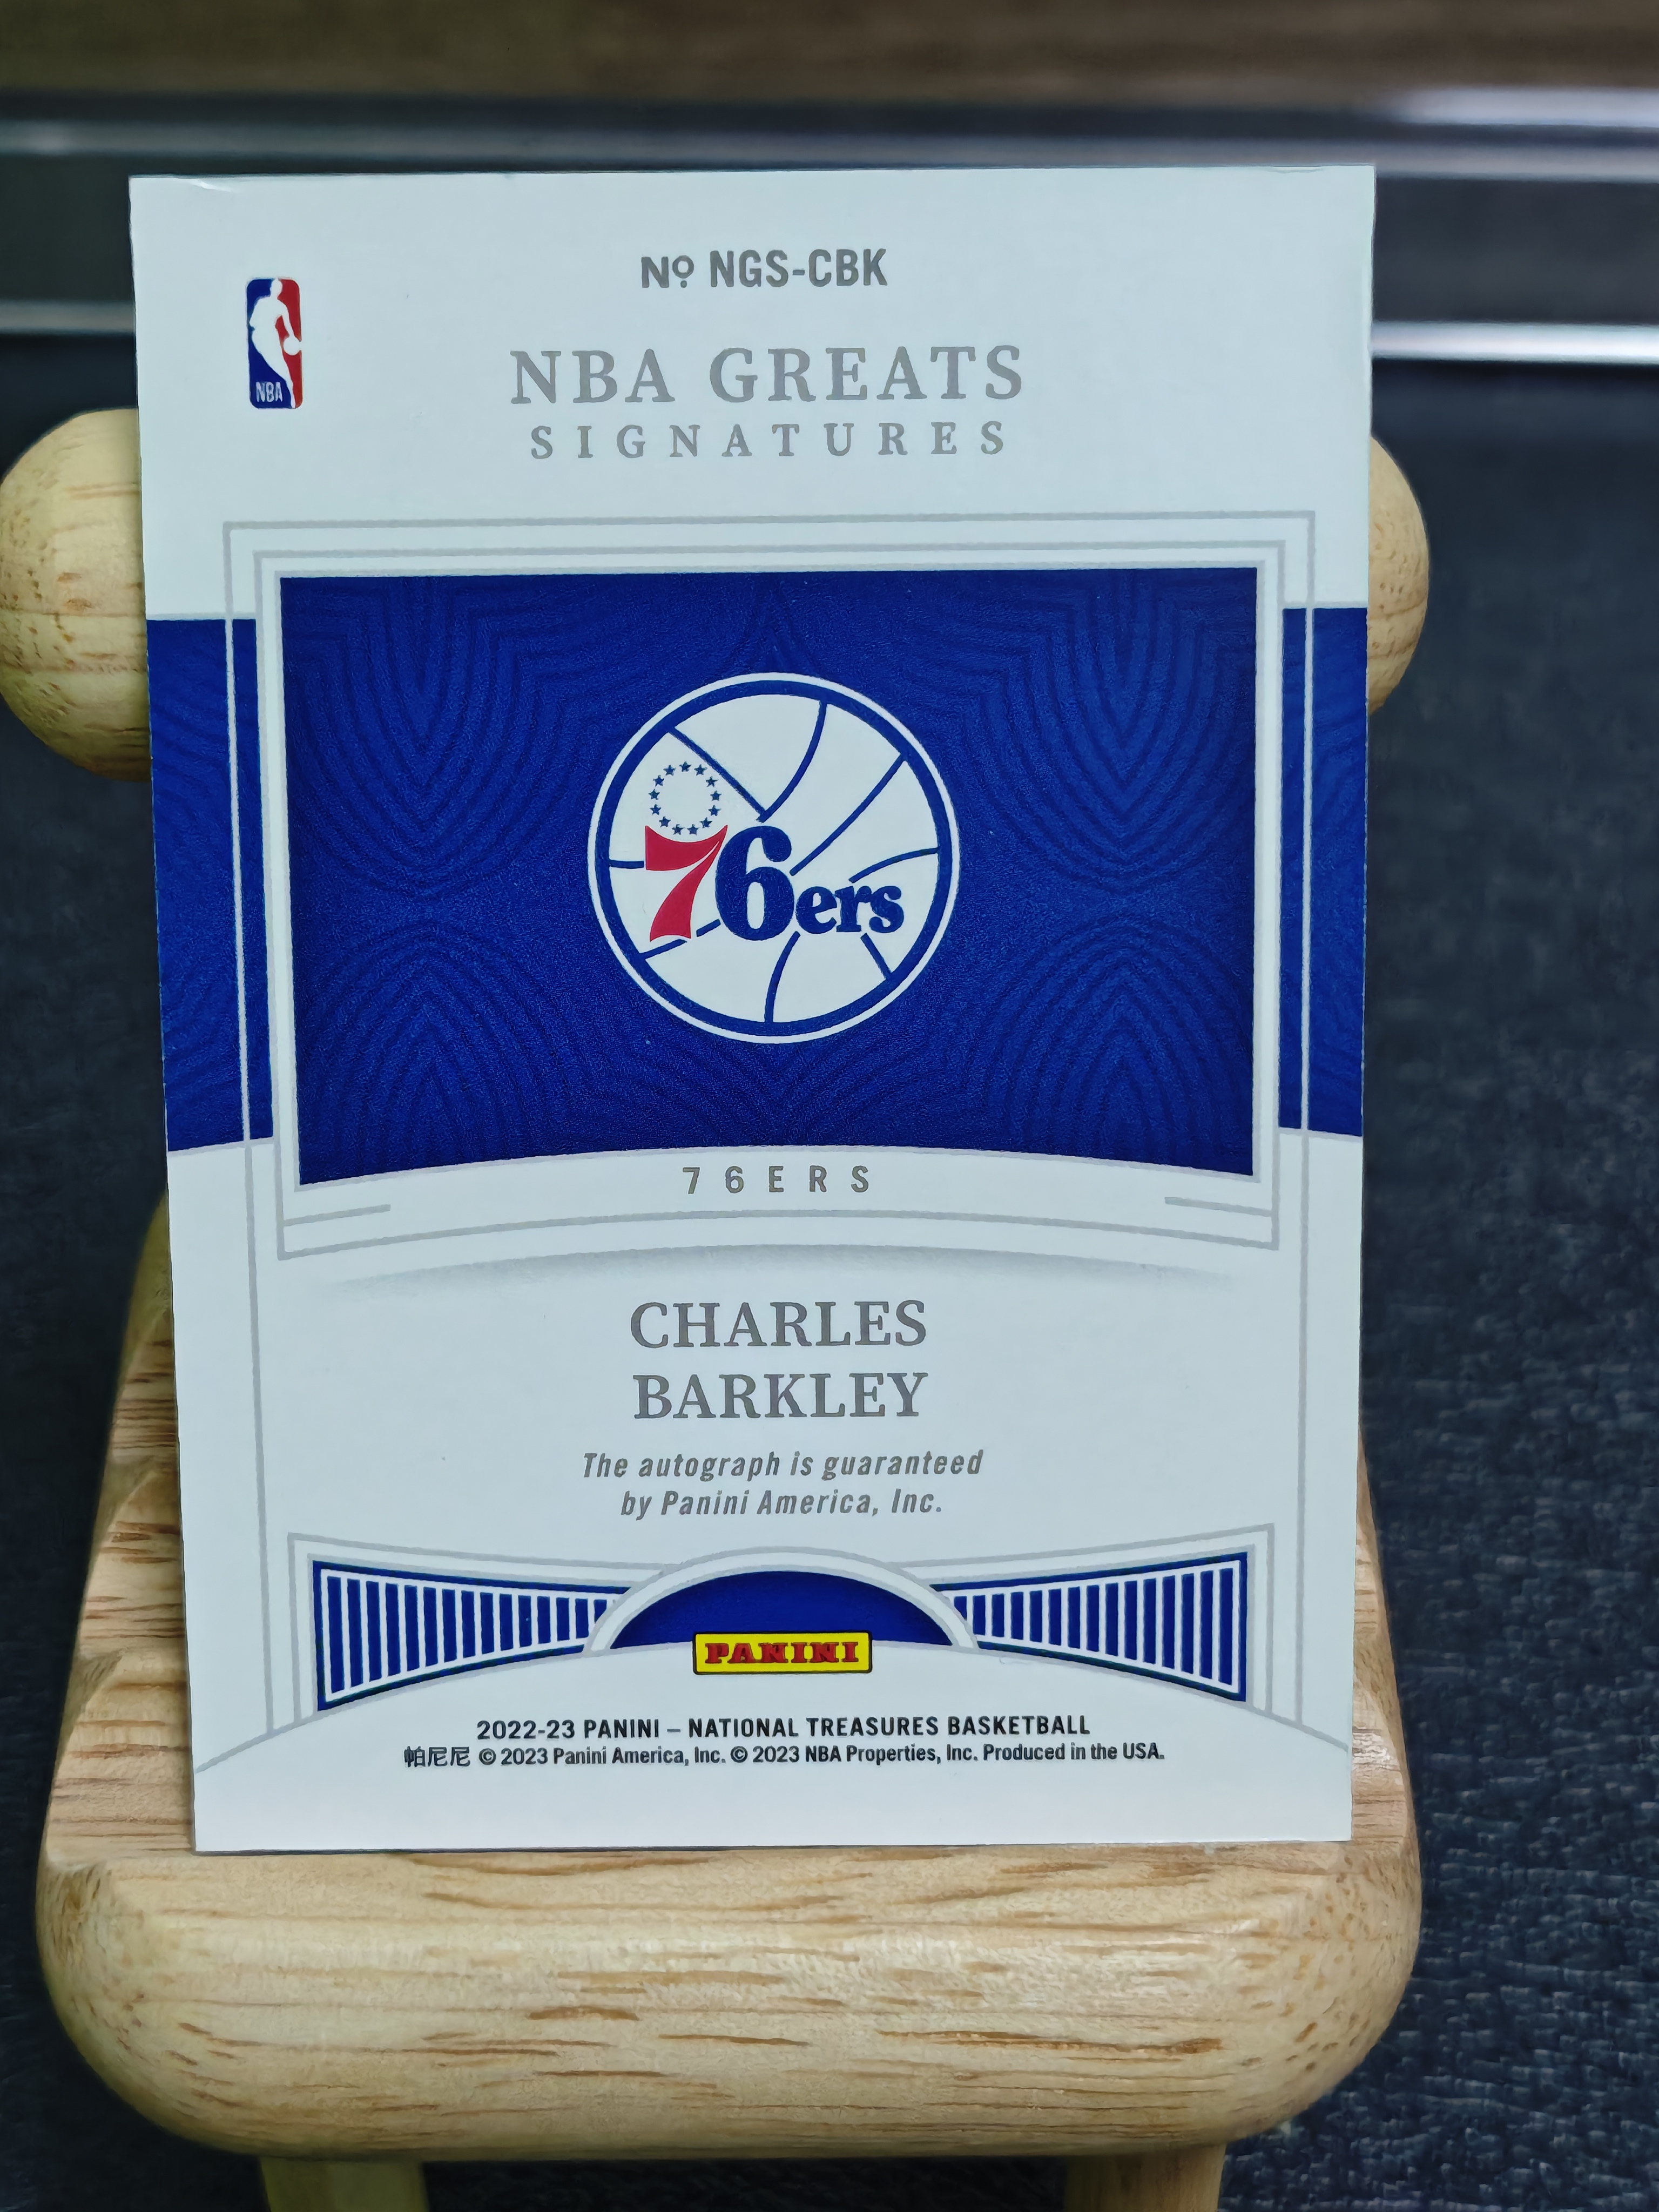 Nº NGS-CBK
NBA
NBA GREATS
SIGNATURES
76ers
76ERS
CHARLES
BARKLEY
The autograph is guaranteed
by Panini America, Inc.
PANINI
2022-23 PANINI – NATIONAL TREASURES BASKETBALL
帕尼尼 © 2023 Panini America, Inc. © 2023 NBA Properties, Inc. Produced in the USA.